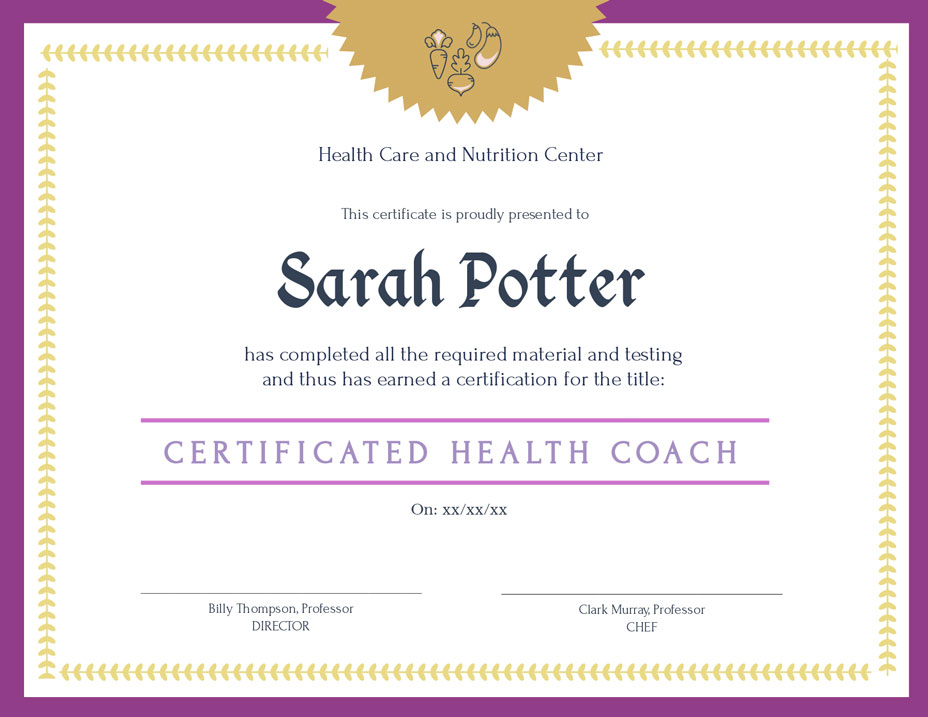 Health Care and Nutrition Center
This certificate is proudly presented to
Sarah Potter
has completed all the required material and testing
and thus has earned a certification for the title:
CERTIFICATED HEALTH COACH
On: xx/xx/xx
Billy Thompson, Professor
DIRECTOR
Clark Murray, Professor
CHEF